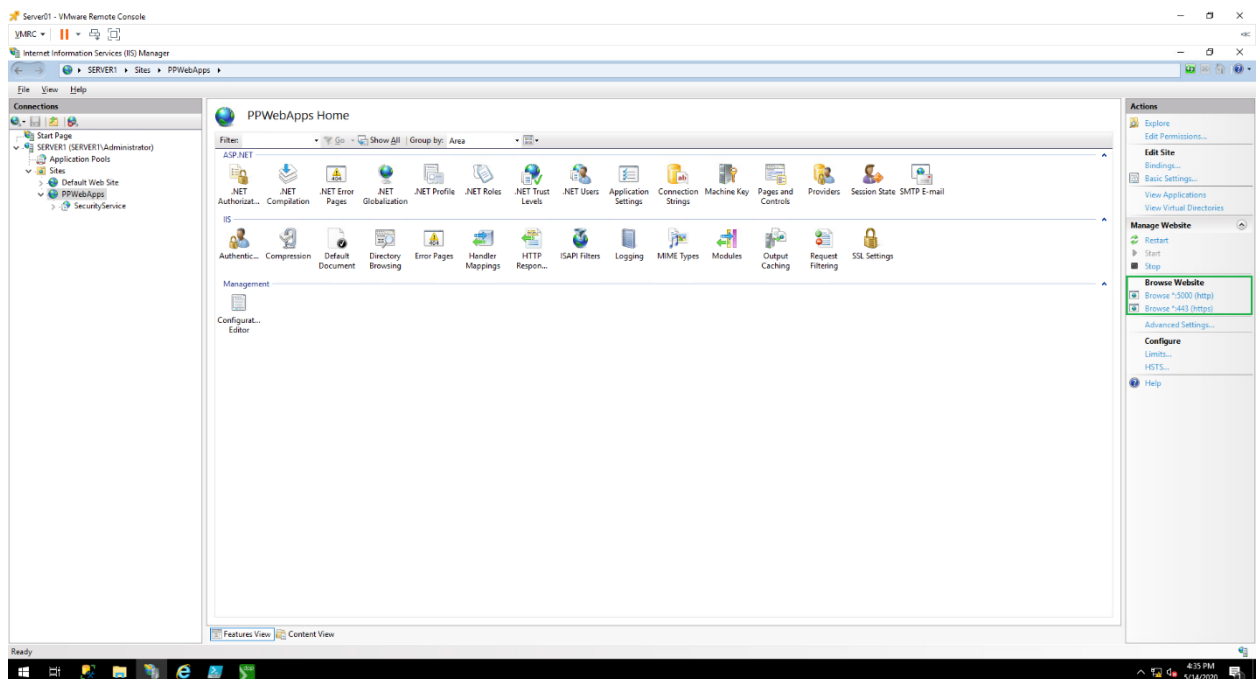 Server01 - VMware Remote Console
VMRC
Internet Information Services (IIS) Manager
SERVER1 Sites PPWebApps
File View Help
Connections
Start Page
SERVER1 (SERVER1\Administrator)
Application Pools
Sites
Default Web Site
PPWebApps
SecurityService
PPWebApps Home
Filter: Go Show All Group by: Area
ASP.NET
.NET Authorizat...
.NET Compilation
.NET Error Pages
.NET Globalization
.NET Profile
.NET Roles
.NET Trust Levels
.NET Users
Application Settings
Connection Strings
Machine Key
Pages and Controls
Providers
Session State
SMTP E-mail
IIS
Authentic...
Compression
Default Document
Directory Browsing
Error Pages
Handler Mappings
HTTP Respon...
ISAPI Filters
Logging
MIME Types
Modules
Output Caching
Request Filtering
SSL Settings
Management
Configurat... Editor
Features View Content View
Actions
Explore
Edit Permissions...
Edit Site
Bindings...
Basic Settings...
View Applications
View Virtual Directories
Manage Website
Restart
Start
Stop
Browse Website
Browse *:5000 (http)
Browse *:443 (https)
Advanced Settings...
Configure
Limits...
HSTS...
Help
Ready
4:35 PM
5/14/2020